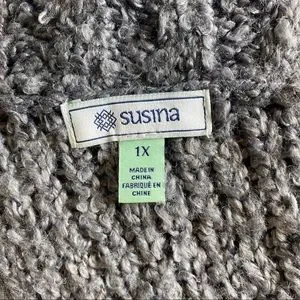 susina
1X
MADE IN
CHINA
FABRIQUÉ EN
CHINE